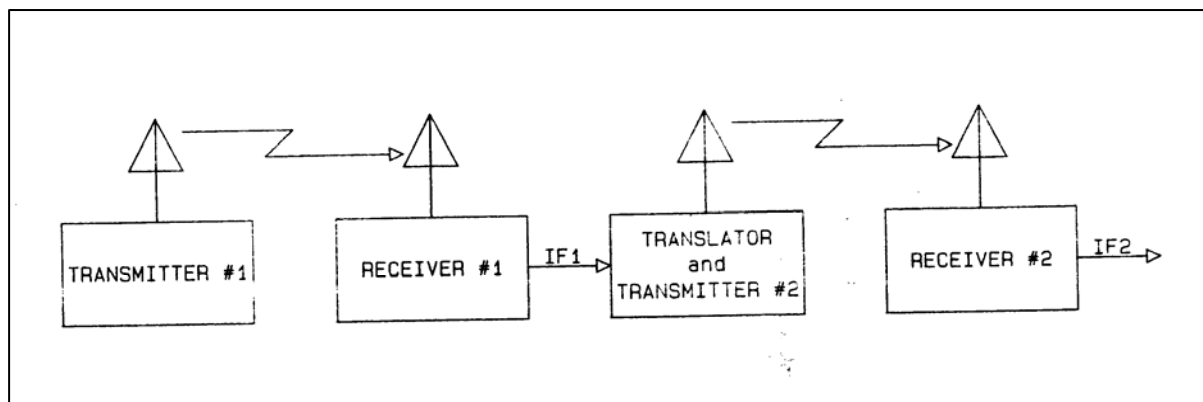 TRANSMITTER #1
RECEIVER #1
IF1
TRANSLATOR
and
TRANSMITTER #2
RECEIVER #2
IF2